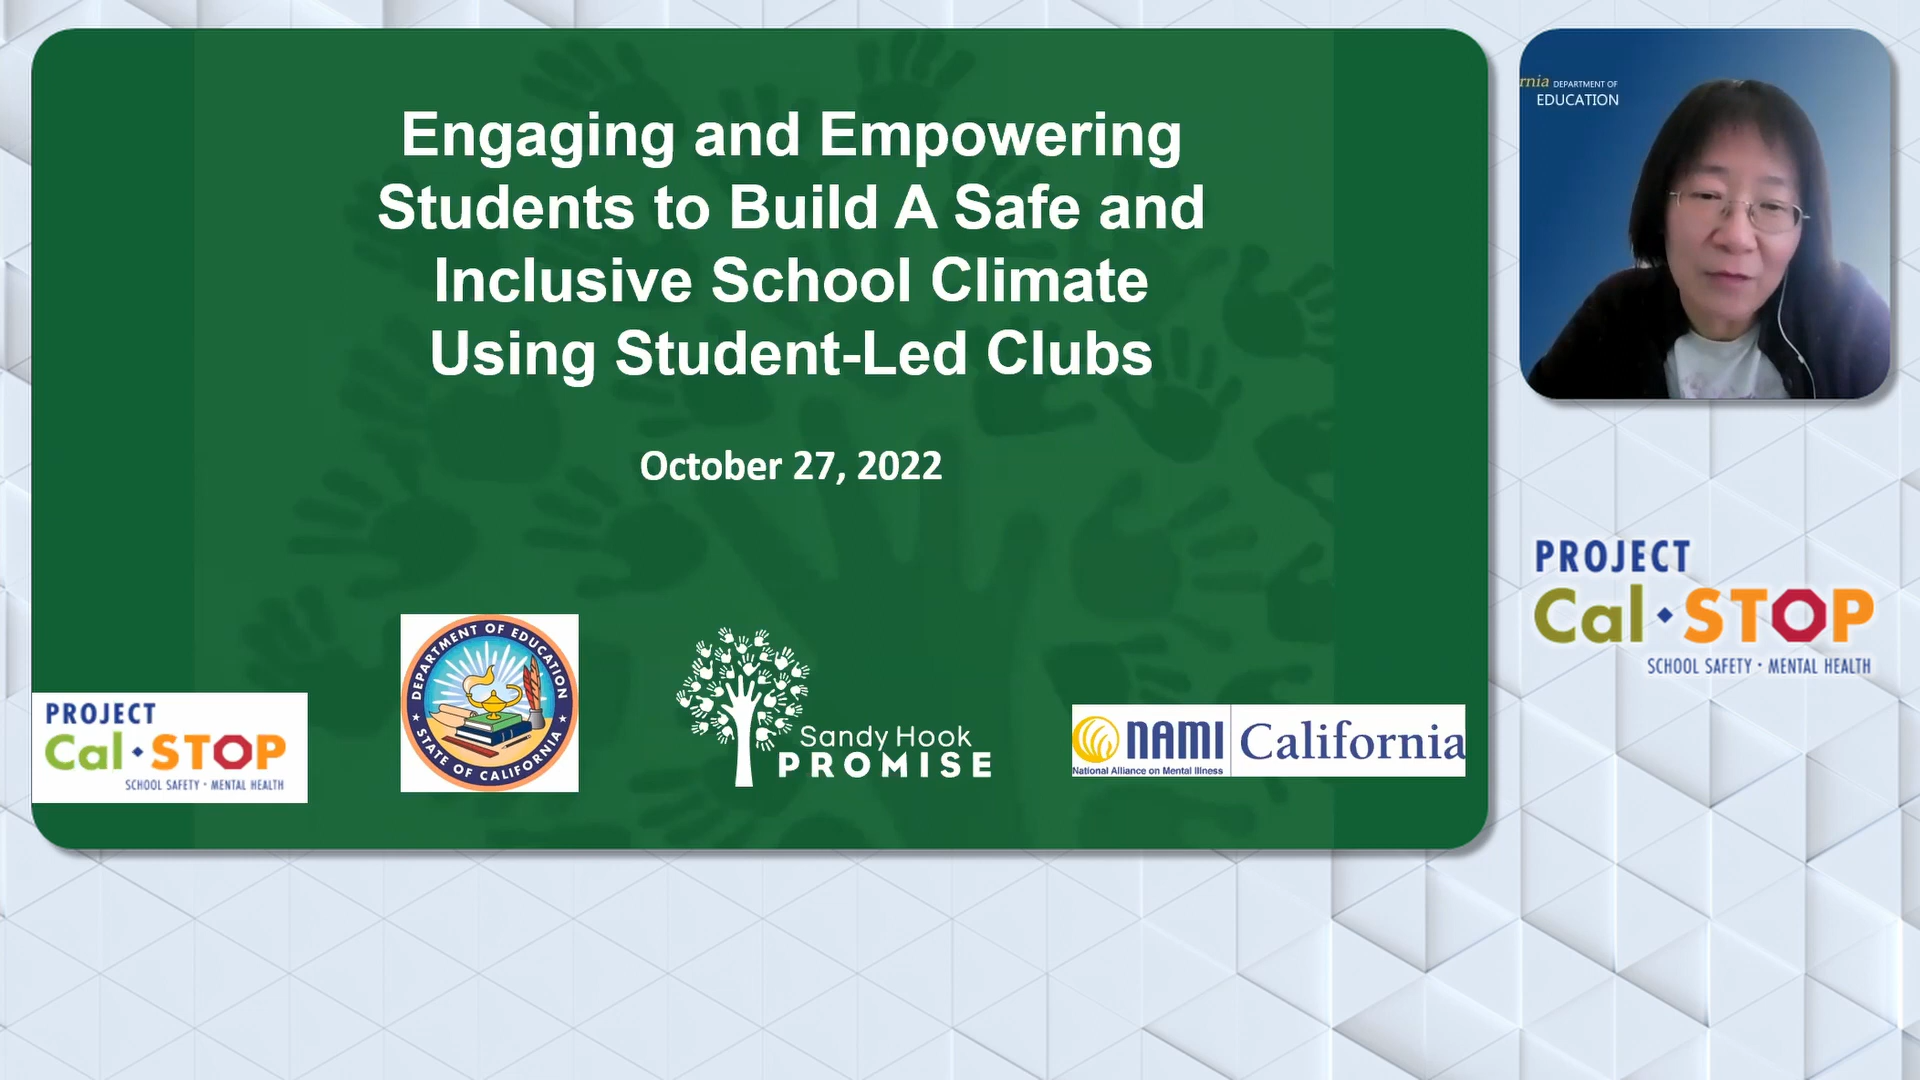 Engaging and Empowering
Students to Build A Safe and
Inclusive School Climate
Using Student-Led Clubs
October 27, 2022
PROJECT
Cal·STOP
SCHOOL SAFETY · MENTAL HEALTH
DEPARTMENT OF EDUCATION
STATE OF CALIFORNIA
Sandy Hook
PROMISE
NAMI California
National Alliance on Mental Illness
rnia DEPARTMENT OF
EDUCATION
PROJECT
Cal·STOP
SCHOOL SAFETY · MENTAL HEALTH